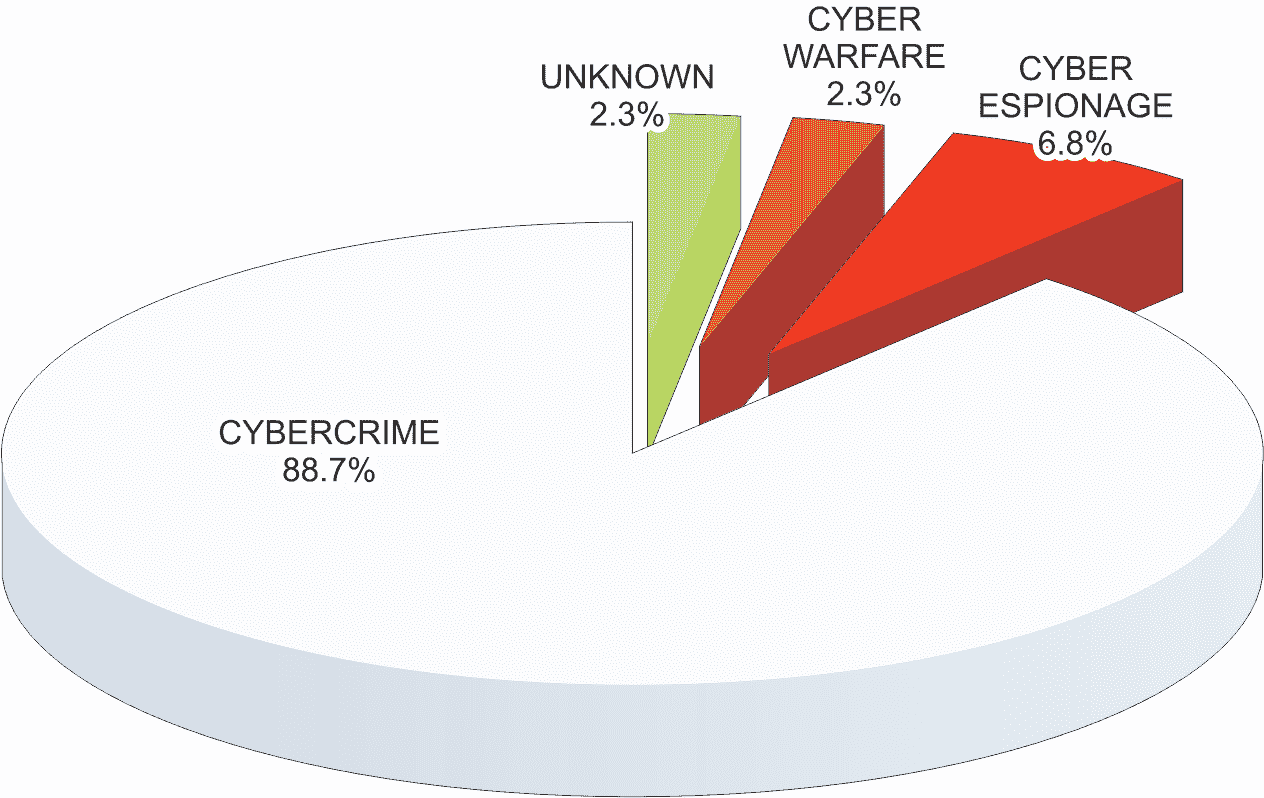 UNKNOWN
2.3%
CYBER
WARFARE
2.3%
CYBER
ESPIONAGE
6.8%
CYBERCRIME
88.7%